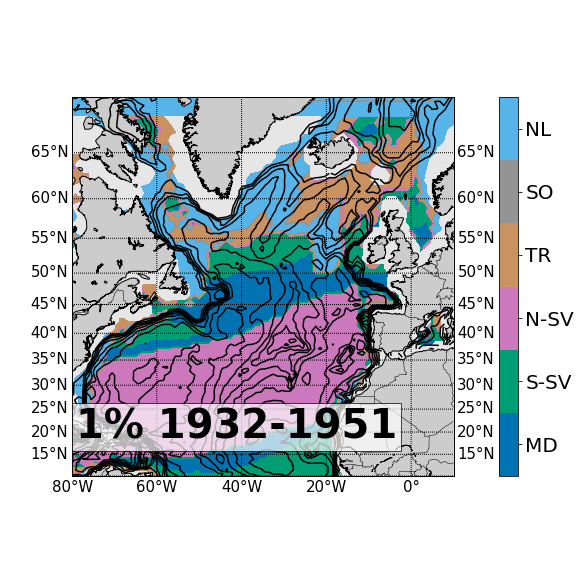 65°N 65°N NL
60°N 60°N SO
55°N 55°N TR
50°N 50°N
45°N 45°N N-SV
40°N 40°N
35°N 35°N S-SV
30°N 30°N
25°N 25°N
1% 1932-1951
20°N 20°N MD
15°N 15°N
80°W 60°W 40°W 20°W 0°